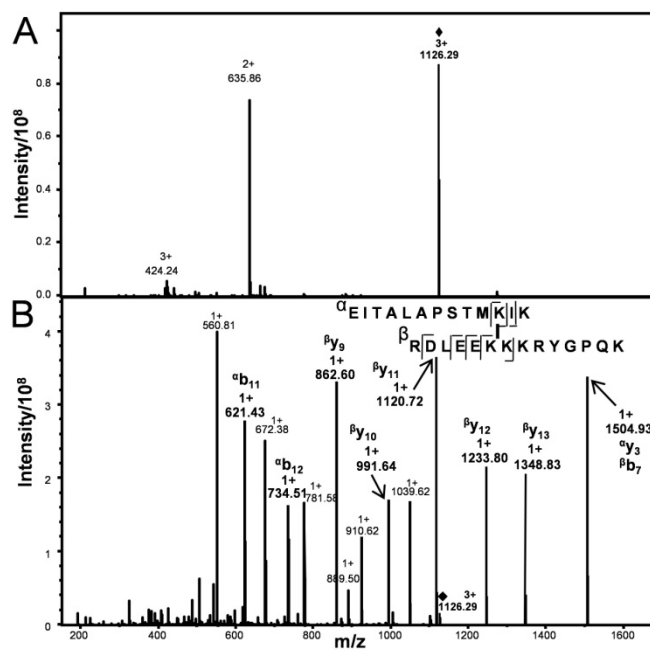 A
Intensity/10⁸
0.8
0.6
0.4
0.2
0.0
2+
635.86
3+
424.24
♦
3+
1126.29
B
Intensity/10⁸
4
3
2
1
0
αEITALAPSTMKIK
βRDLEEKKKRYGPQK
1+
560.81
αb₁₁
1+
621.43
1+
672.38
αb₁₂
1+
734.51
1+
781.58
βy₉
1+
862.60
1+
889.50
1+
910.62
βy₁₀
1+
991.64
1+
1039.62
βy₁₁
1+
1120.72
♦ 3+
1126.29
βy₁₂
1+
1233.80
βy₁₃
1+
1348.83
1+
1504.93
αy₃
βb₇
200 400 600 800 1000 1200 1400 1600
m/z